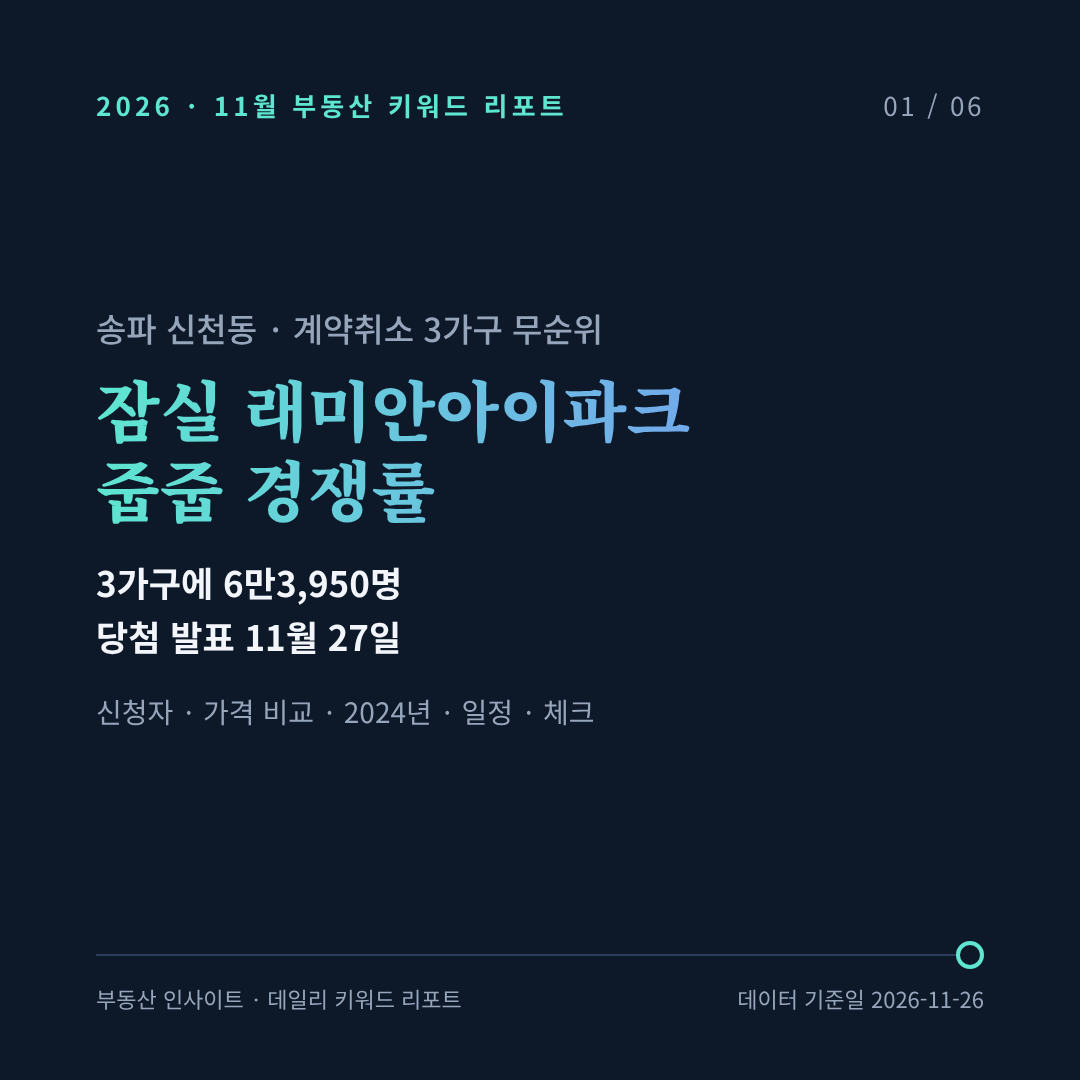 2026 · 11월 부동산 키워드 리포트
01 / 06
송파 신천동 · 계약취소 3가구 무순위
잠실 래미안아이파크
줍줍 경쟁률
3가구에 6만3,950명
당첨 발표 11월 27일
신청자 · 가격 비교 · 2024년 · 일정 · 체크
부동산 인사이트 · 데일리 키워드 리포트
데이터 기준일 2026-11-26